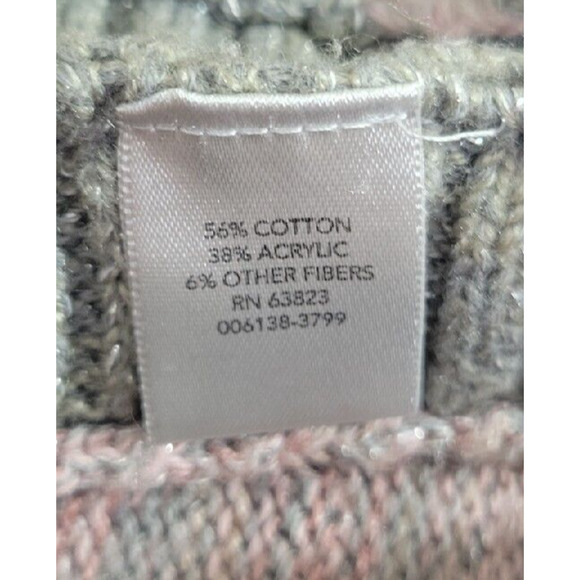 56% COTTON
38% ACRYLIC
6% OTHER FIBERS
RN 63823
006138-3799